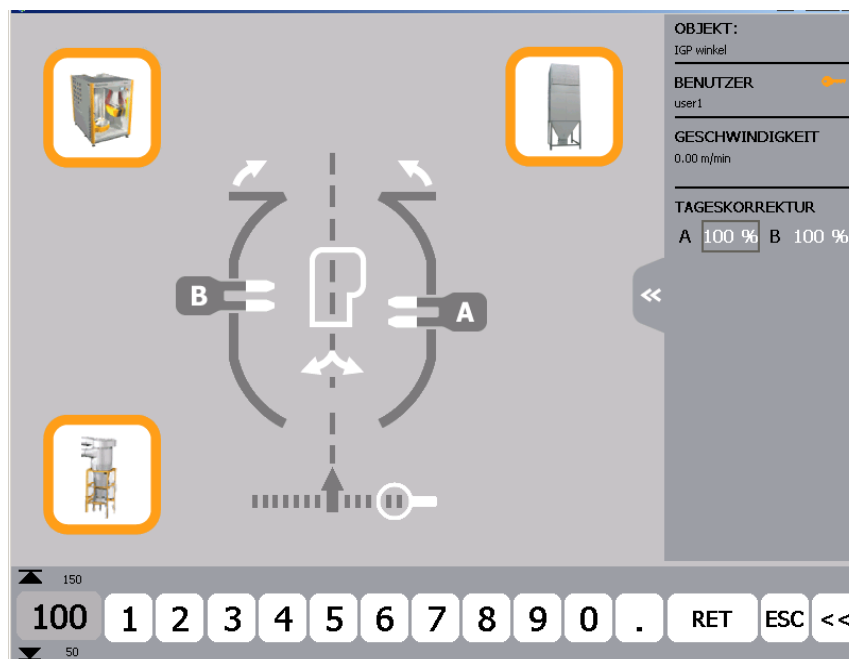 OBJEKT:
IGP winkel
BENUTZER
user1
GESCHWINDIGKEIT
0.00 m/min
TAGESKORREKTUR
A 100 % B 100 %
<<
B
A
150
100 1 2 3 4 5 6 7 8 9 0 . RET ESC <<
50